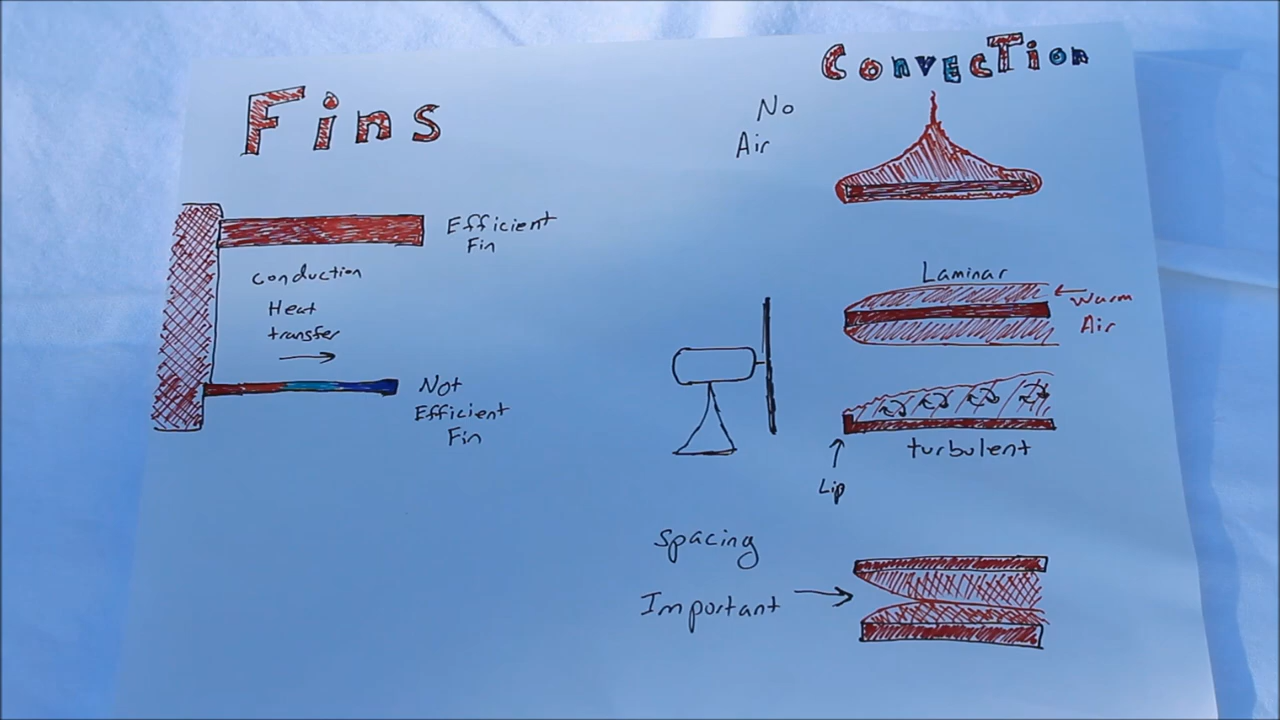 Fins
Efficient
Fin
conduction
Heat
transfer
Not
Efficient
Fin
ConvecTion
No
Air
Laminar
Warm
Air
turbulent
Lip
Spacing
Important